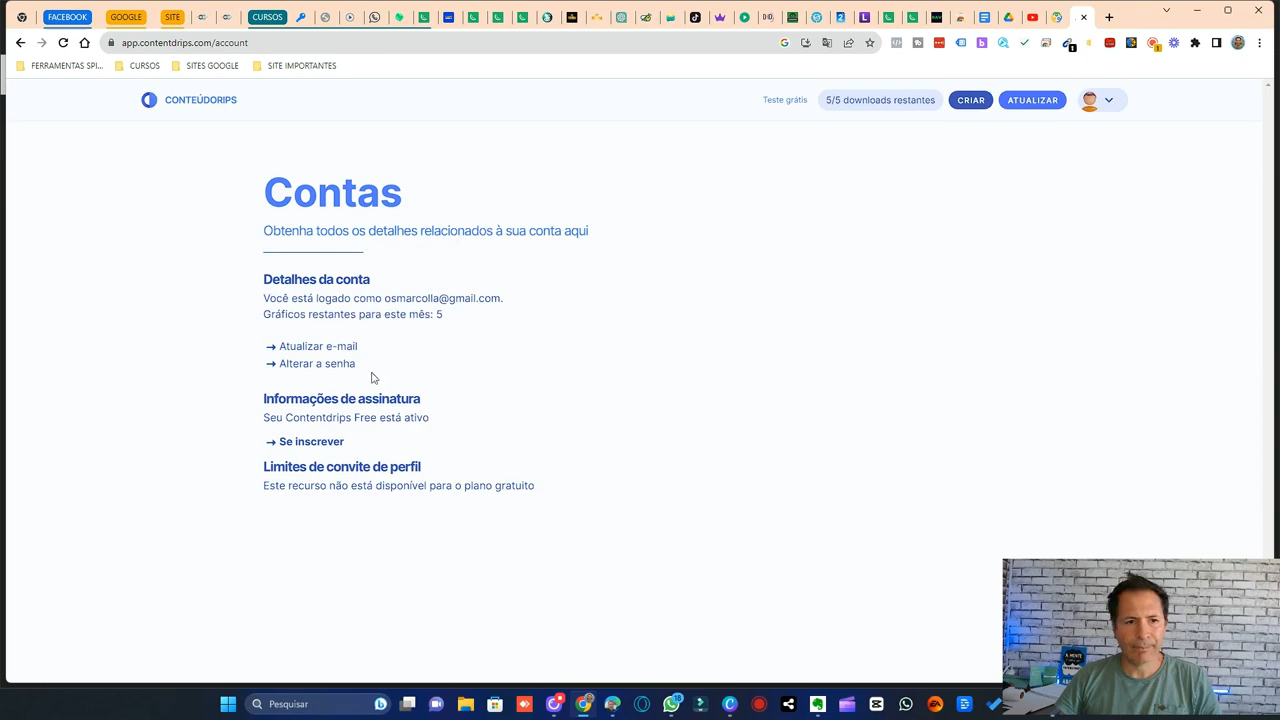 FACEBOOK GOOGLE SITE CURSOS
app.contentdrips.com/account
FERRAMENTAS SPI... CURSOS SITES GOOGLE SITE IMPORTANTES
CONTEÚDORIPS Teste grátis 5/5 downloads restantes CRIAR ATUALIZAR
Contas
Obtenha todos os detalhes relacionados à sua conta aqui
Detalhes da conta
Você está logado como osmarcolla@gmail.com.
Gráficos restantes para este mês: 5
→ Atualizar e-mail
→ Alterar a senha
Informações de assinatura
Seu Contentdrips Free está ativo
→ Se inscrever
Limites de convite de perfil
Este recurso não está disponível para o plano gratuito
A MENTE
Pesquisar
18